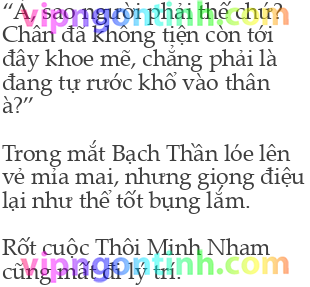 “À, sao người phải thế chứ?
Chân đã không tiện còn tới
đây khoe mẽ, chẳng phải là
đang tự rước khổ vào thân
à?”
Trong mắt Bạch Thần lóe lên
vẻ mỉa mai, nhưng giọng điệu
lại như thể tốt bụng lắm.
Rốt cuộc Thôi Minh Nham
cũng mất đi lý trí.
vipngontinh.com
vipngontinh.com